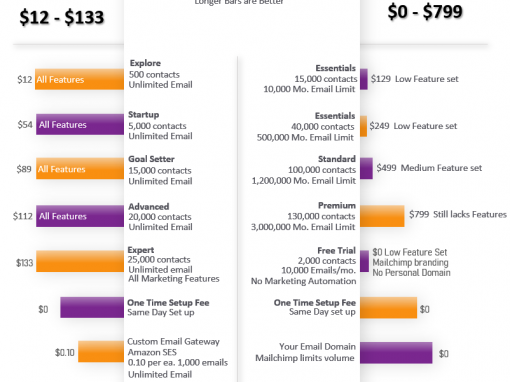 Longer Bars are Better
$12 - $133
$0 - $799
Explore
500 contacts
Unlimited Email
$12 All Features
Startup
5,000 contacts
Unlimited Email
$54 All Features
Goal Setter
15,000 contacts
Unlimited Email
$89 All Features
Advanced
20,000 contacts
Unlimited Email
$112 All Features
Expert
25,000 contacts
Unlimited email
All Marketing Features
$133
One Time Setup Fee
Same Day Set up
$0
Custom Email Gateway
Amazon SES
0.10 per ea. 1,000 emails
Unlimited Email
$0.10
Essentials
15,000 contacts
10,000 Mo. Email Limit
$129 Low Feature set
Essentials
40,000 contacts
500,000 Mo. Email Limit
$249 Low Feature set
Standard
100,000 contacts
1,200,000 Mo. Email Limit
$499 Medium Feature set
Premium
130,000 contacts
3,000,000 Mo. Email Limit
$799 Still lacks Features
Free Trial
2,000 contacts
10,000 Emails/mo.
No Marketing Automation
$0 Low Feature Set
Mailchimp branding
No Personal Domain
One Time Setup Fee
Same Day set up
$0
Your Email Domain
Mailchimp limits volume
$0